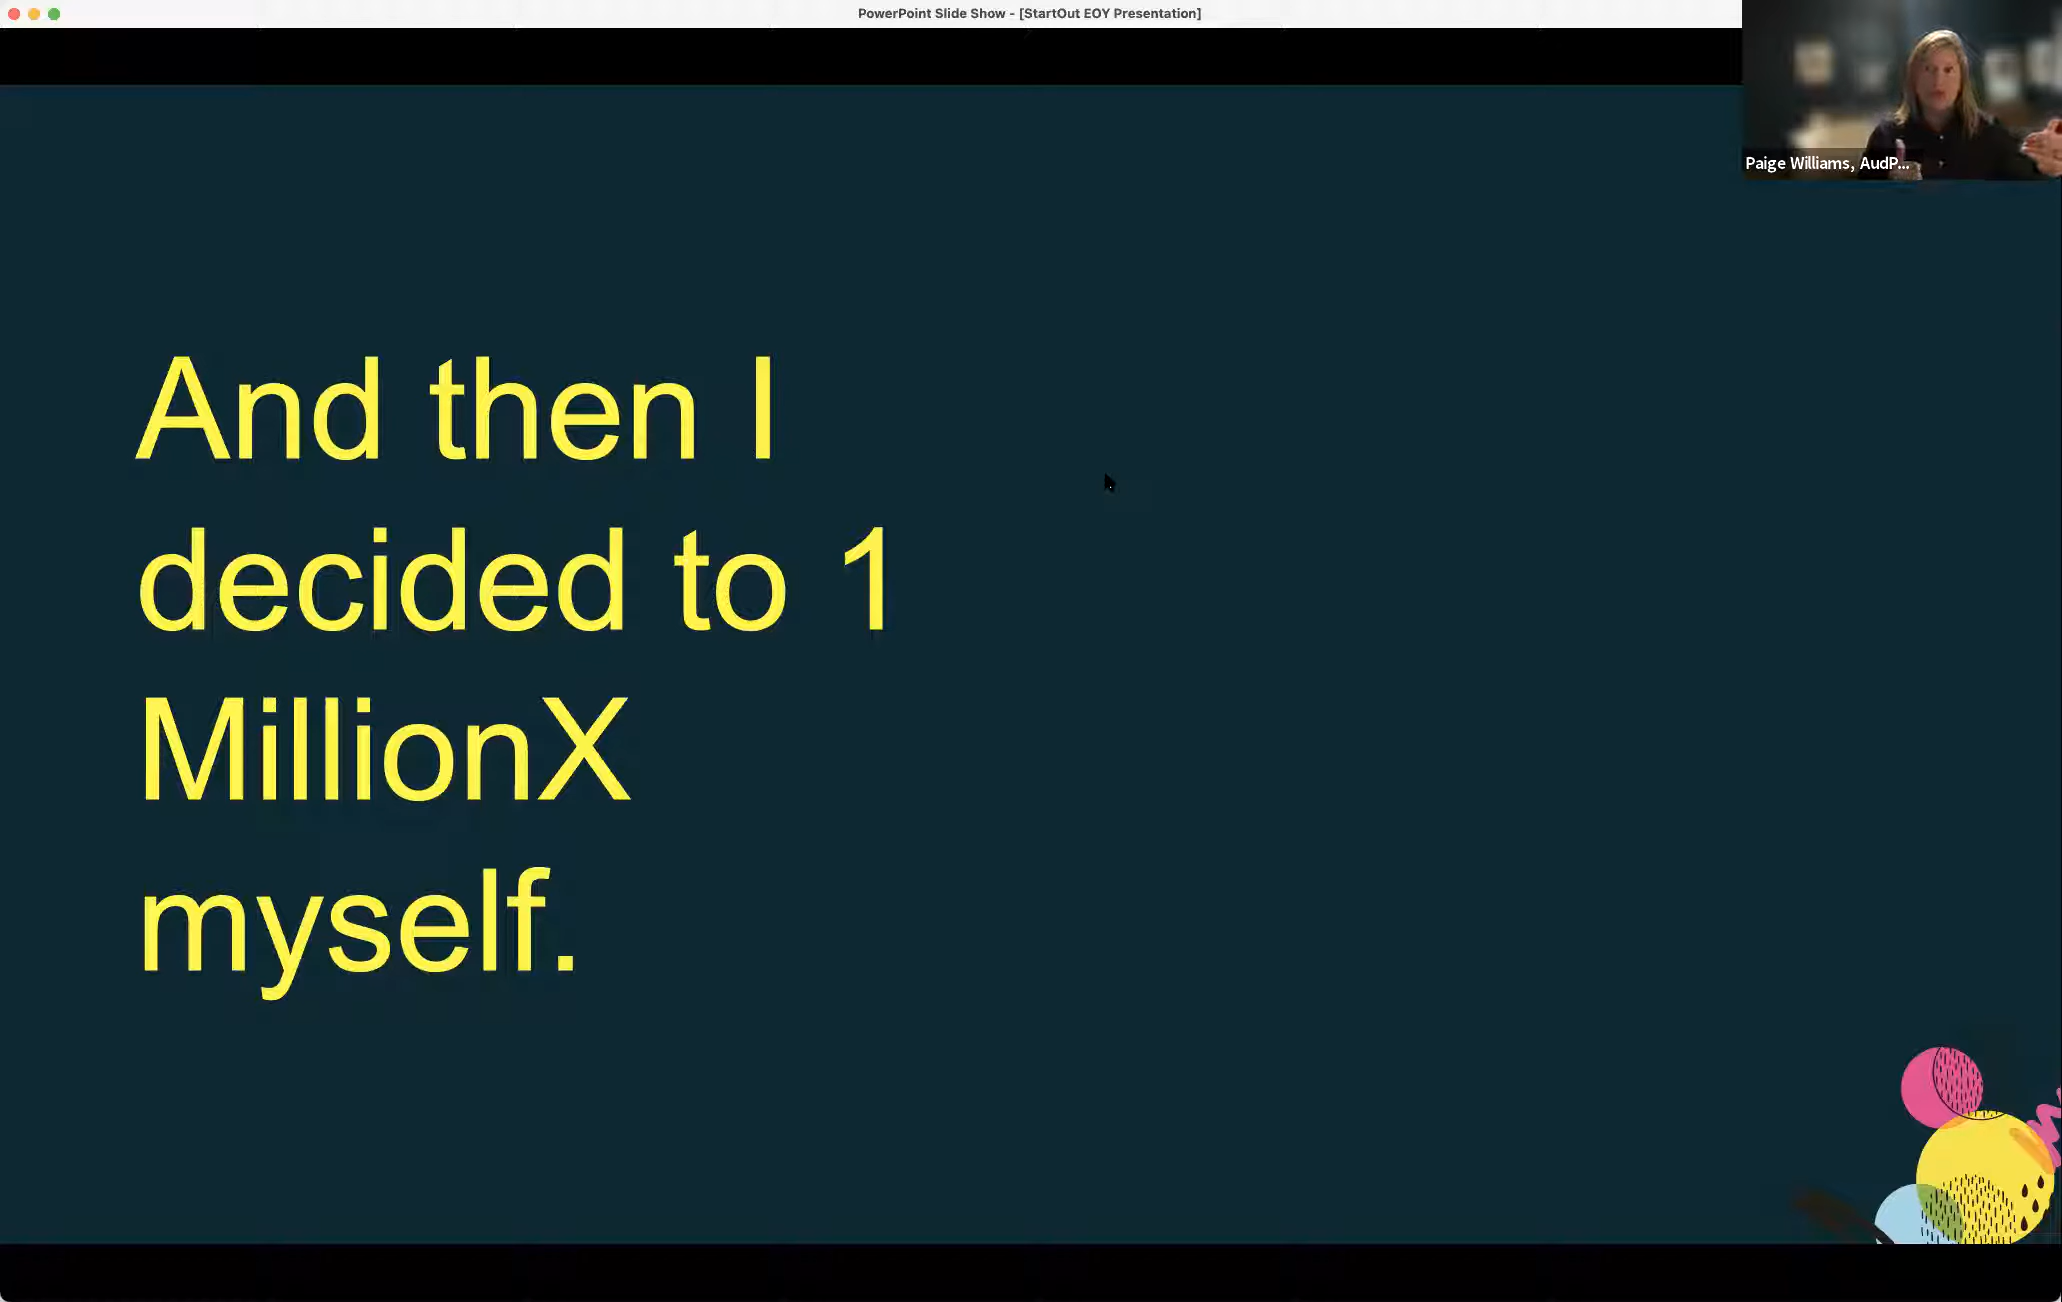 PowerPoint Slide Show - [StartOut EOY Presentation]
Paige Williams, AudP...
And then I
decided to 1
MillionX
myself.